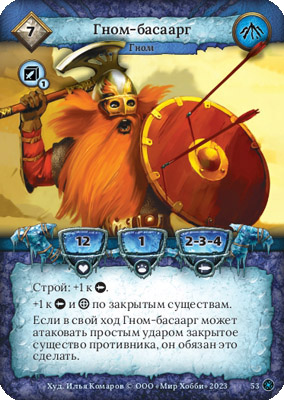 7
Гном-басаарг
Гном
1
12
1
2-3-4
Строй: +1 к
+1 к и по закрытым существам.
Если в свой ход Гном-басаарг может
атаковать простым ударом закрытое
существо противника, он обязан это
сделать.
Худ. Илья Комаров © ООО «Мир Хобби» 2023
53